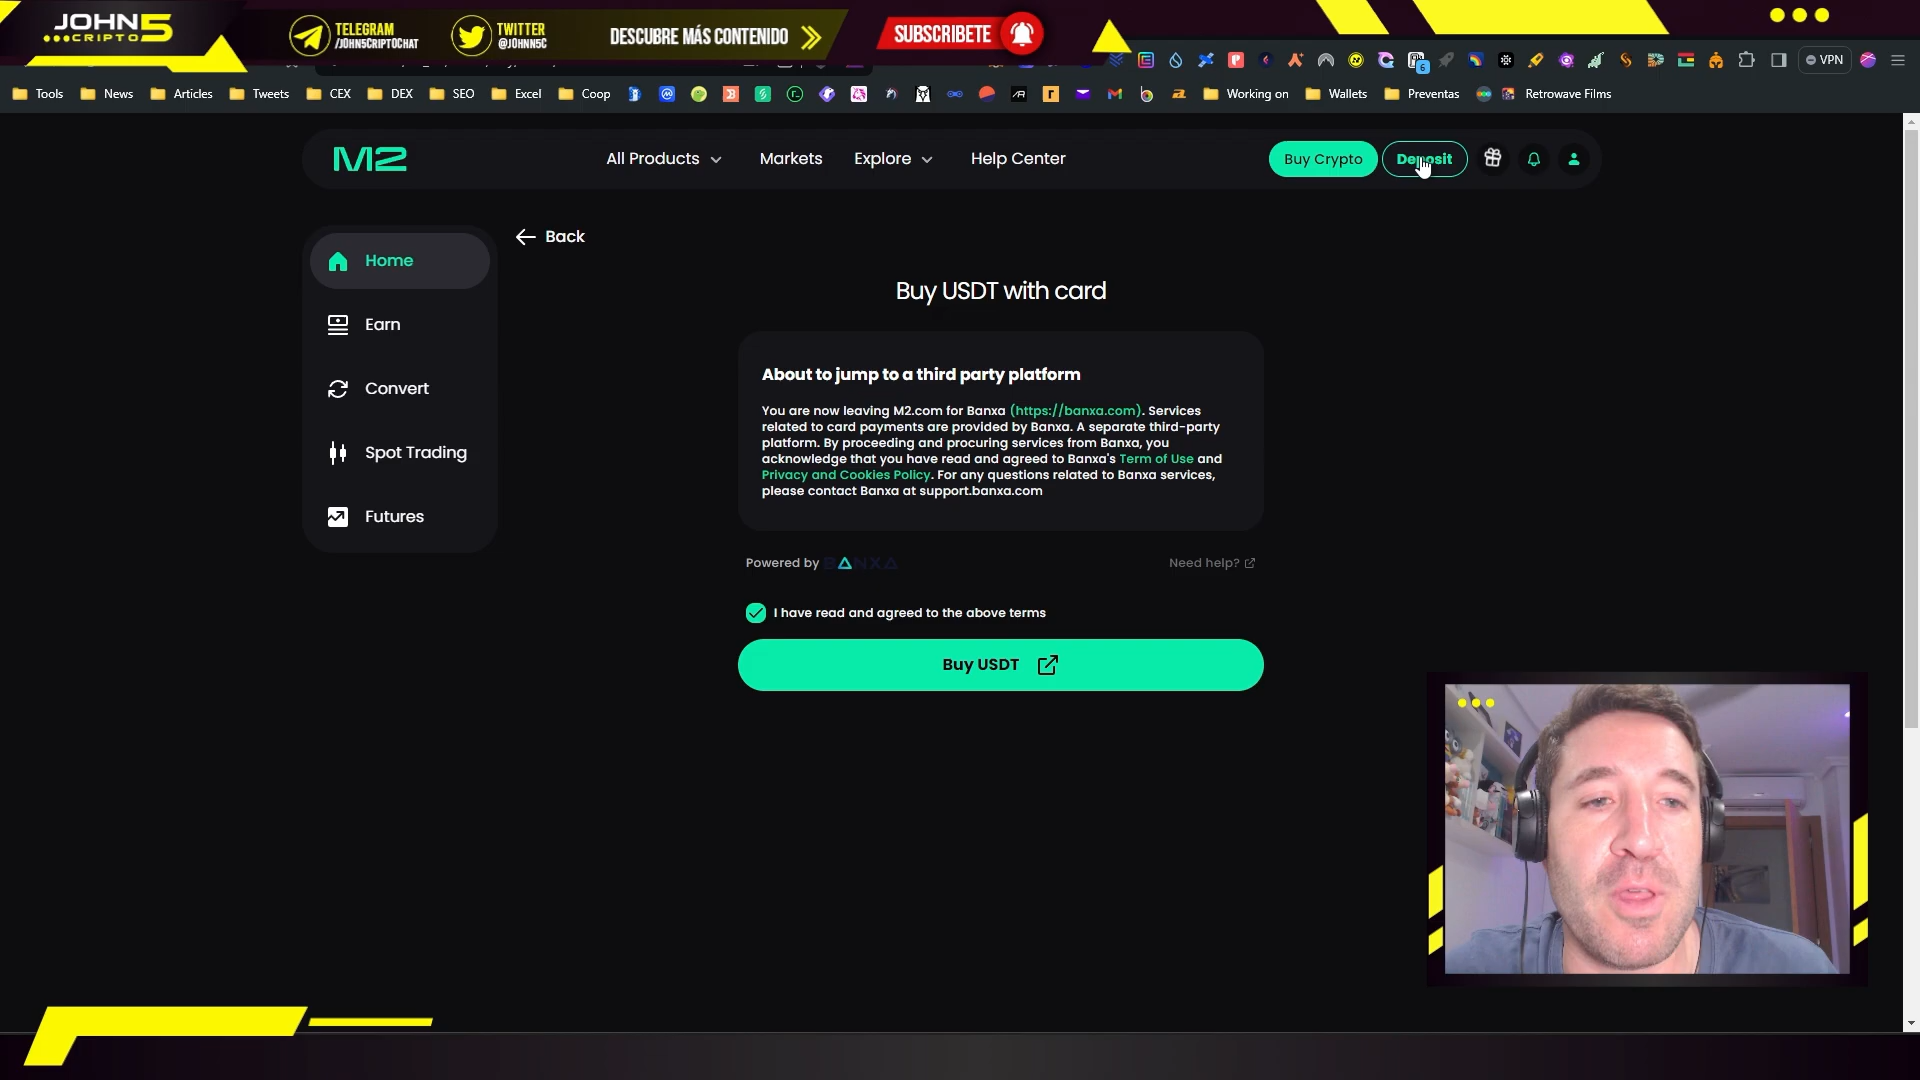 JOHN5
CRIPTO
TELEGRAM
/JOHN5CRIPTOCHAT
TWITTER
@JOHNN5C
DESCUBRE MÁS CONTENIDO
SUBSCRIBETE
6
VPN
Tools
News
Articles
Tweets
CEX
DEX
SEO
Excel
Coop
Working on
Wallets
Preventas
Retrowave Films
M2
All Products
Markets
Explore
Help Center
Buy Crypto
Deposit
Home
Earn
Convert
Spot Trading
Futures
Back
Buy USDT with card
About to jump to a third party platform
You are now leaving M2.com for Banxa (https://banxa.com). Services
related to card payments are provided by Banxa. A separate third-party
platform. By proceeding and procuring services from Banxa, you
acknowledge that you have read and agreed to Banxa's Term of Use and
Privacy and Cookies Policy. For any questions related to Banxa services,
please contact Banxa at support.banxa.com
Powered by BANXA
Need help?
I have read and agreed to the above terms
Buy USDT